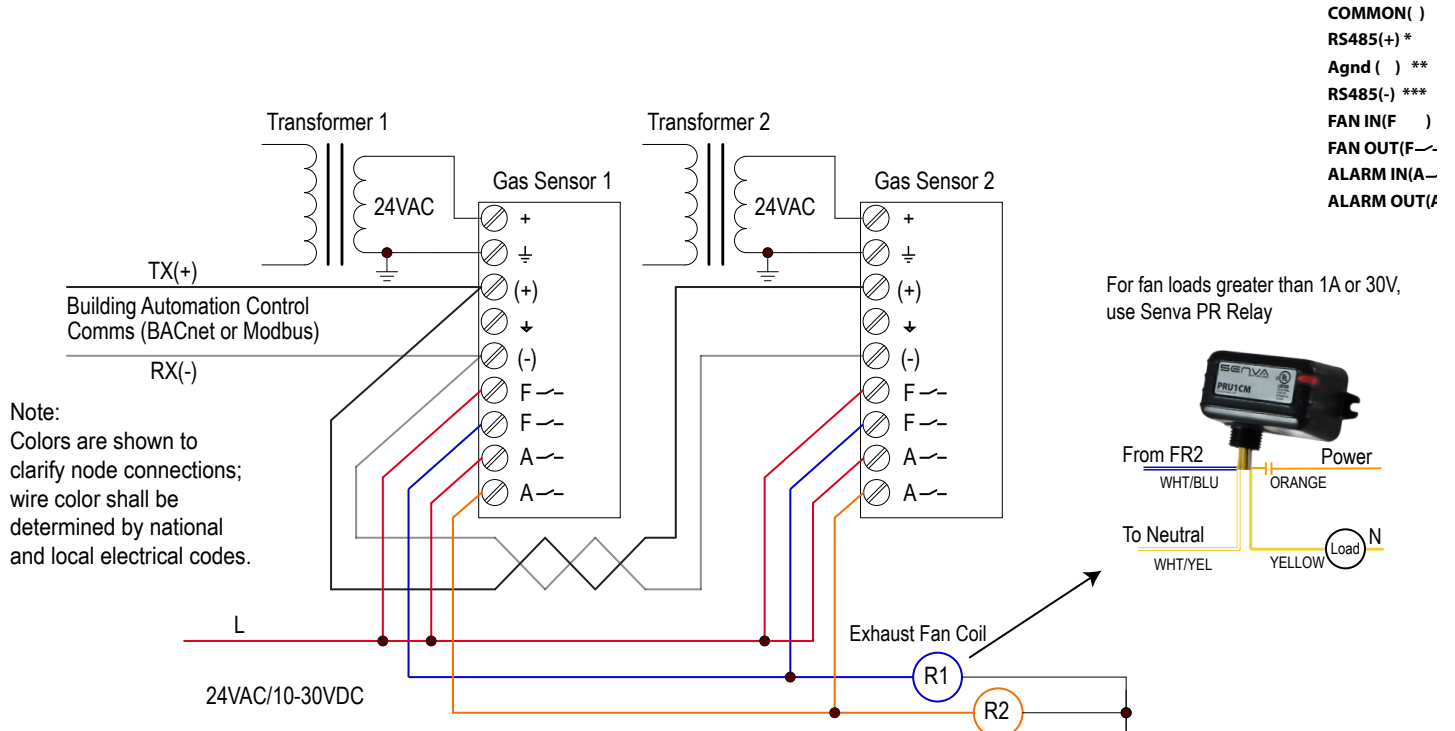 COMMON( )
RS485(+) *
Agnd ( ) **
RS485(-) ***
FAN IN(F )
FAN OUT(F
ALARM IN(A
ALARM OUT(A
Transformer 1
Transformer 2
Gas Sensor 1
Gas Sensor 2
24VAC
24VAC
+
+
TX(+)
(+)
(+)
Building Automation Control
Comms (BACnet or Modbus)
(-)
(-)
RX(-)
F
F
F
F
A
A
A
A
Note:
Colors are shown to
clarify node connections;
wire color shall be
determined by national
and local electrical codes.
For fan loads greater than 1A or 30V,
use Senva PR Relay
SENVA
PRU1CM
From FR2
Power
WHT/BLU
ORANGE
To Neutral
N
Load
WHT/YEL
YELLOW
L
Exhaust Fan Coil
R1
24VAC/10-30VDC
R2